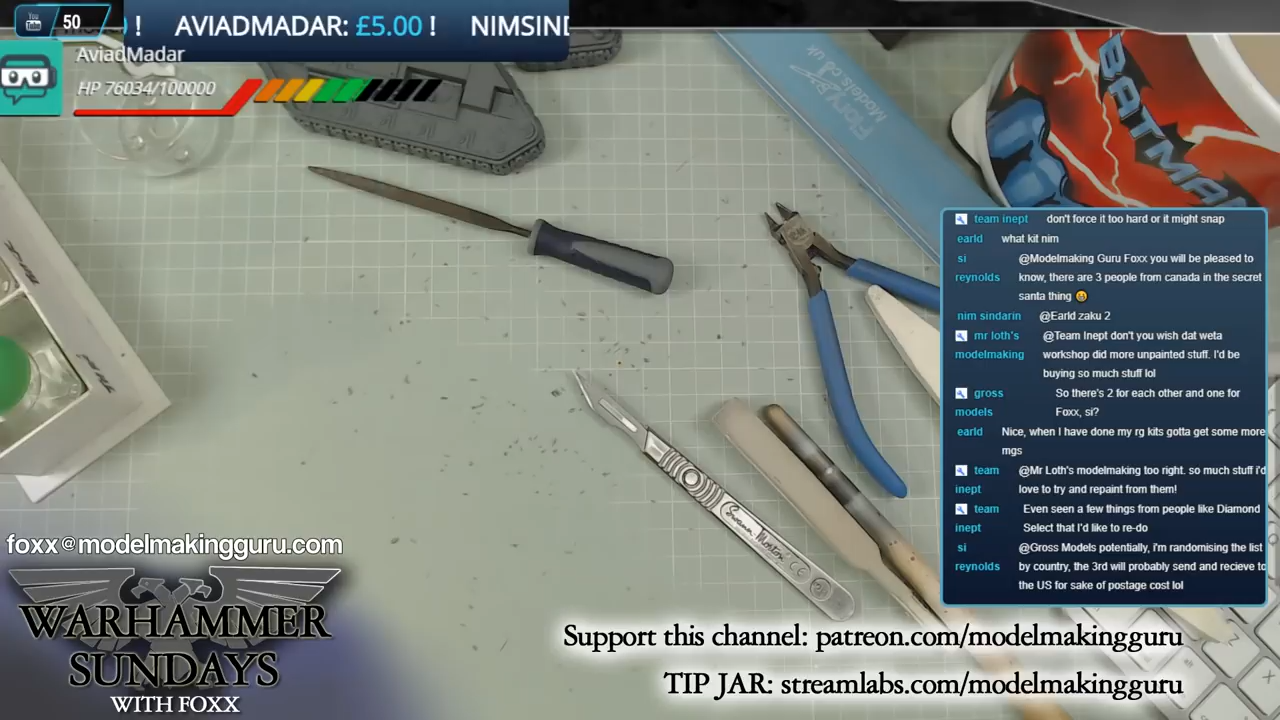 You
Tube
50
! AVIADMADAR: £5.00 ! NIMSIN
AviadMadar
HP 76034/100000
Flory
Models.co.uk
BATMAN
team inept don't force it too hard or it might snap
earld what kit nim
si @Modelmaking Guru Foxx you will be pleased to
reynolds know, there are 3 people from canada in the secret
santa thing
nim sindarin @Earld zaku 2
mr loth's @Team Inept don't you wish dat weta
modelmaking workshop did more unpainted stuff. I'd be
buying so much stuff lol
gross So there's 2 for each other and one for
models Foxx, si?
earld Nice, when I have done my rg kits gotta get some more
mgs
team @Mr Loth's modelmaking too right. so much stuff i'd
inept love to try and repaint from them!
team Even seen a few things from people like Diamond
inept Select that I'd like to re-do
si @Gross Models potentially, i'm randomising the list
reynolds by country, the 3rd will probably send and recieve to
the US for sake of postage cost lol
Swann Morton
foxx@modelmakingguru.com
WARHAMMER
SUNDAYS
WITH FOXX
Support this channel: patreon.com/modelmakingguru
TIP JAR: streamlabs.com/modelmakingguru